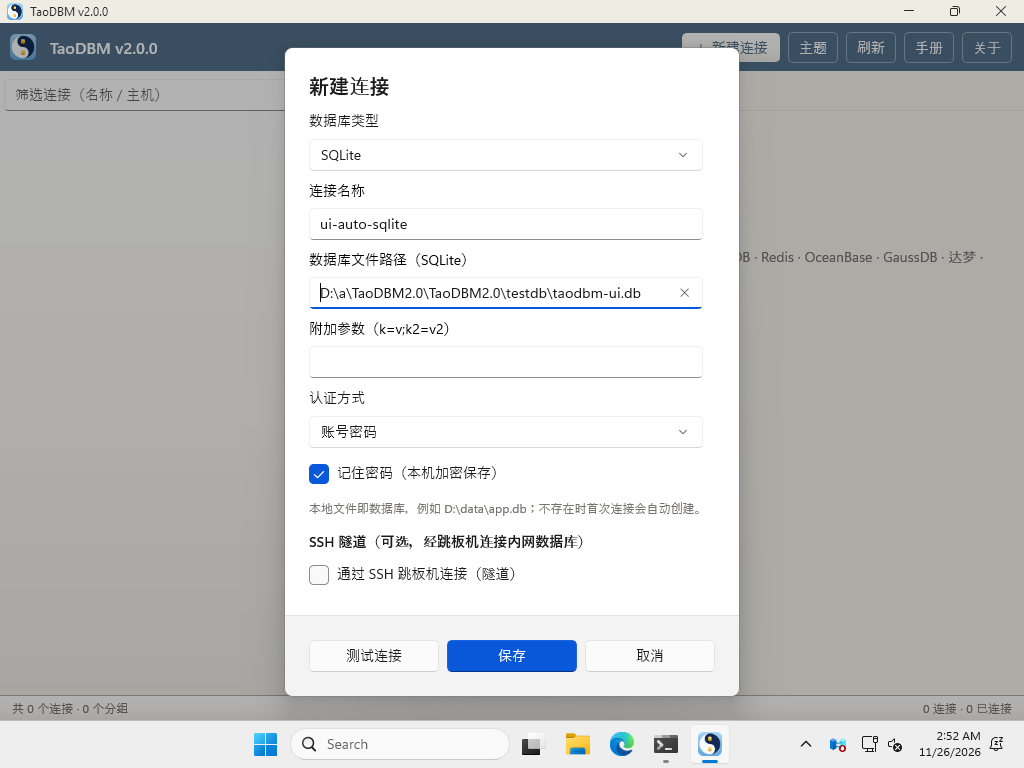 TaoDBM v2.0.0
TaoDBM v2.0.0
新建连接
主题
刷新
手册
关于
筛选连接（名称 / 主机）
新建连接
数据库类型
SQLite
连接名称
ui-auto-sqlite
数据库文件路径（SQLite）
D:\a\TaoDBM2.0\TaoDBM2.0\testdb\taodbm-ui.db
附加参数（k=v;k2=v2）
认证方式
账号密码
记住密码（本机加密保存）
本地文件即数据库，例如 D:\data\app.db；不存在时首次连接会自动创建。
SSH 隧道（可选，经跳板机连接内网数据库）
通过 SSH 跳板机连接（隧道）
测试连接
保存
取消
· Redis · OceanBase · GaussDB · 达梦 ·
共 0 个连接 · 0 个分组
0 连接 · 0 已连接
Search
2:52 AM
11/26/2026